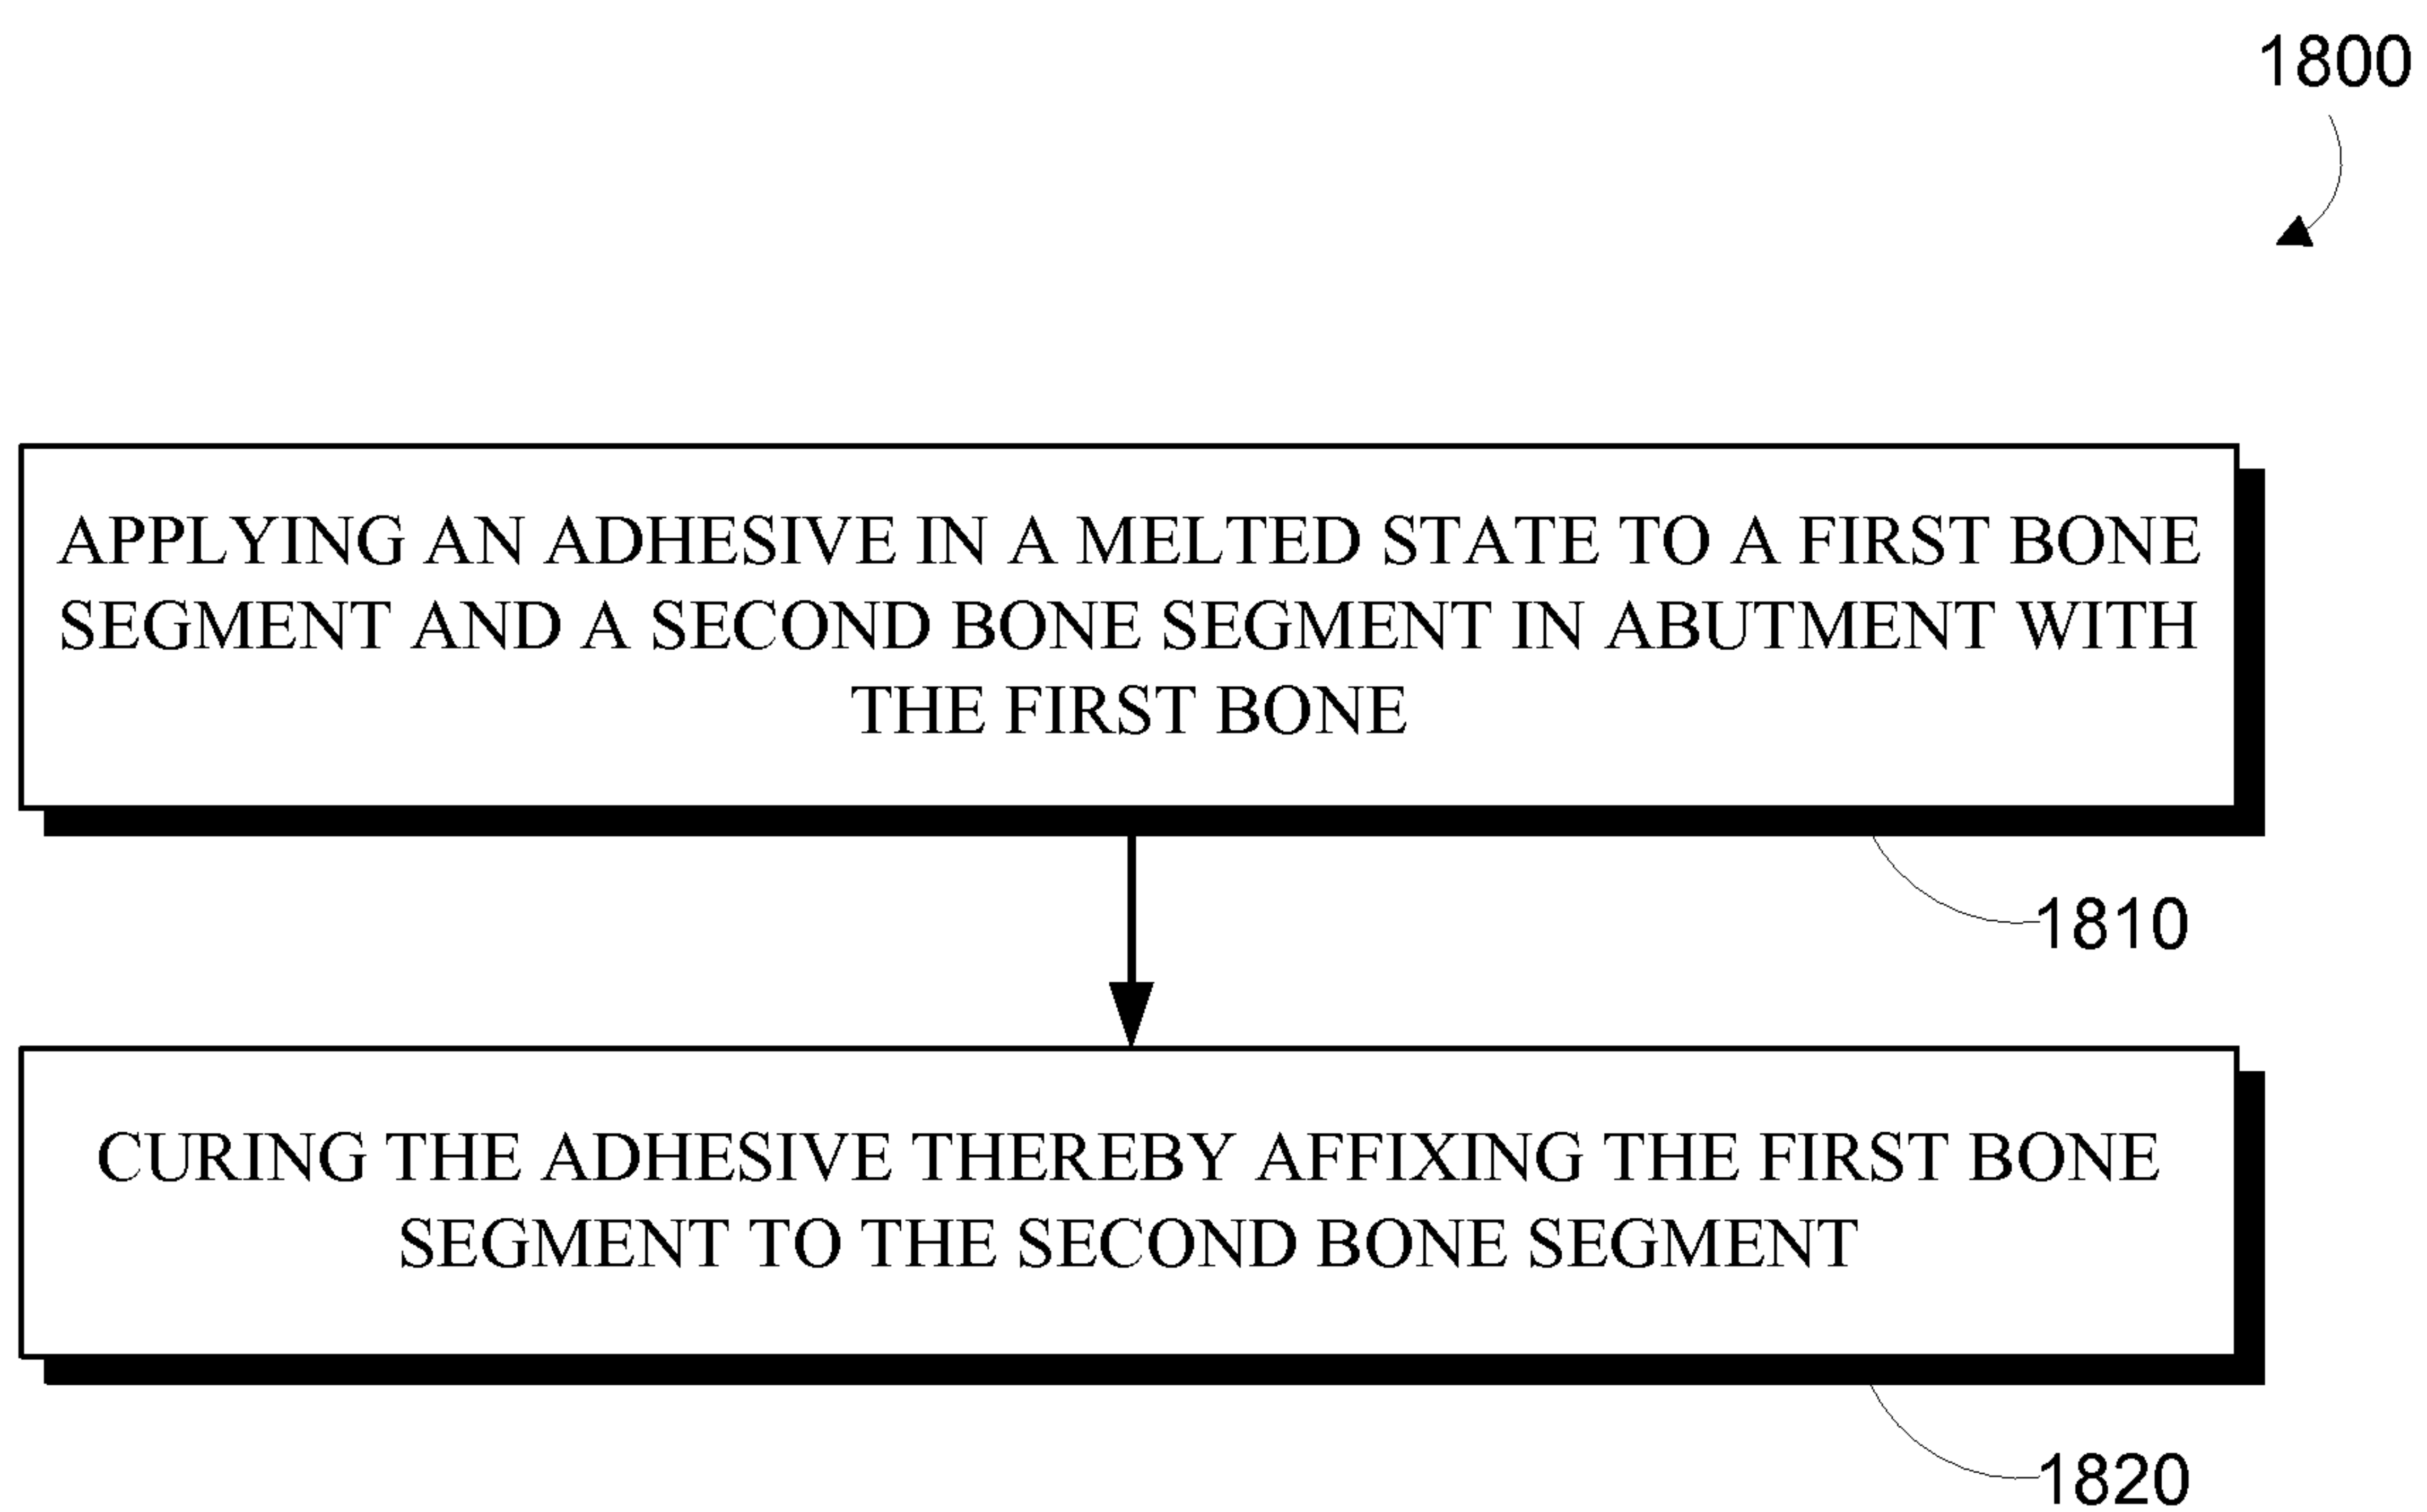 1800
APPLYING AN ADHESIVE IN A MELTED STATE TO A FIRST BONE
SEGMENT AND A SECOND BONE SEGMENT IN ABUTMENT WITH
THE FIRST BONE
1810
CURING THE ADHESIVE THEREBY AFFIXING THE FIRST BONE
SEGMENT TO THE SECOND BONE SEGMENT
1820